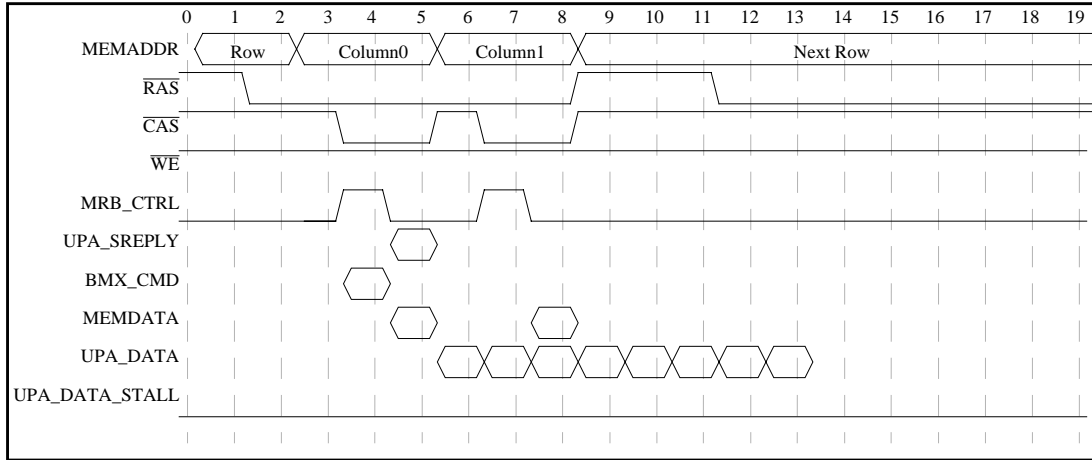 0 1 2 3 4 5 6 7 8 9 10 11 12 13 14 15 16 17 18 19
MEMADDR Row Column0 Column1 Next Row
RAS
CAS
WE
MRB_CTRL
UPA_SREPLY
BMX_CMD
MEMDATA
UPA_DATA
UPA_DATA_STALL